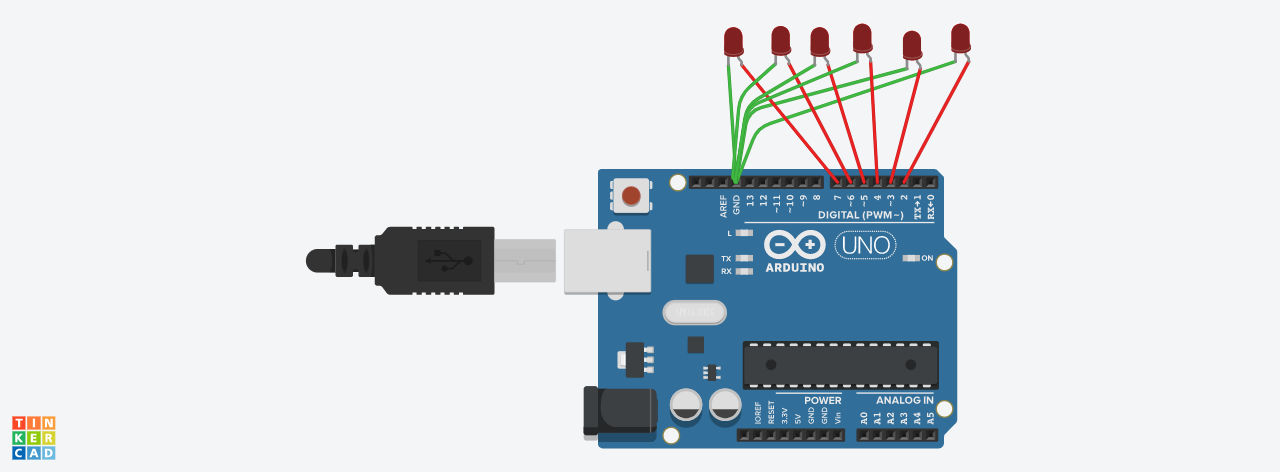 AREF
GND
13
12
~11
~10
~9
8
7
~6
~5
4
~3
2
TX→1
RX←0
DIGITAL (PWM~)
L
TX
RX
ARDUINO
UNO
ON
POWER
ANALOG IN
IOREF
RESET
3.3V
5V
GND
GND
Vin
A0
A1
A2
A3
A4
A5
TIN
KER
CAD